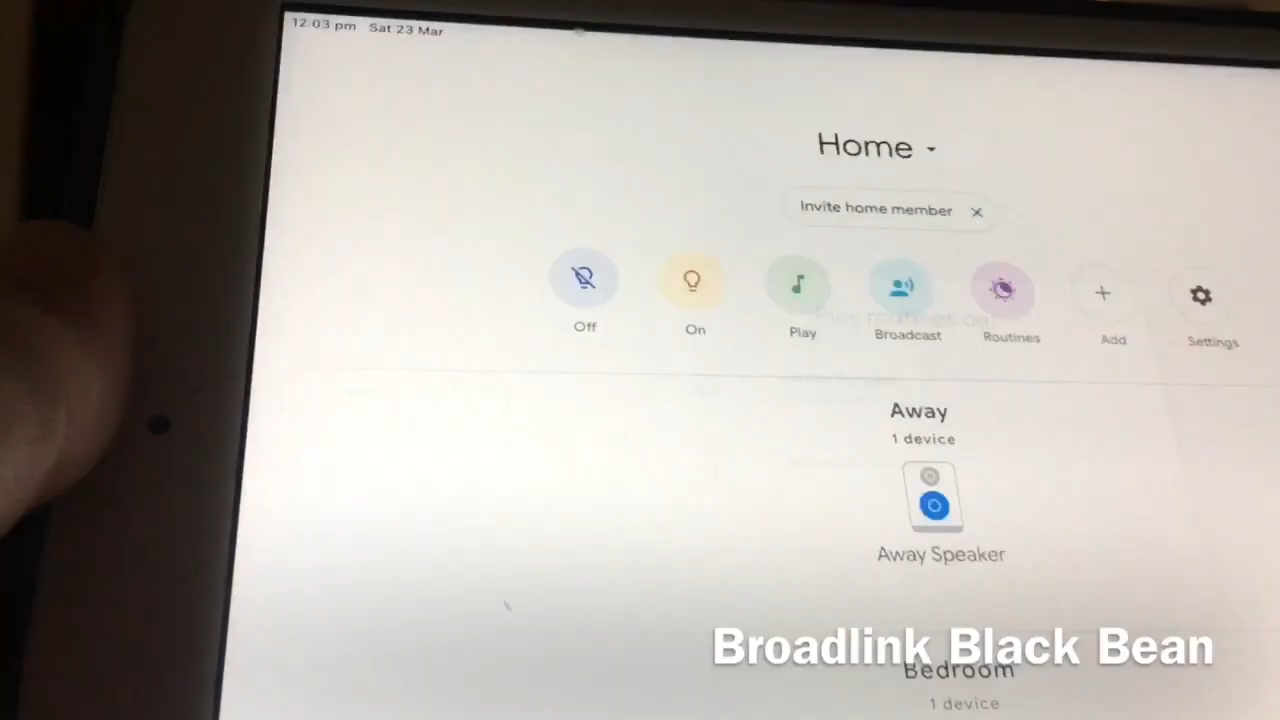 12:03 pm Sat 23 Mar
Home
Invite home member
Off
On
Play
Broadcast
Routines
Add
Settings
Away
1 device
Away Speaker
Broadlink Black Bean
Bedroom
1 device